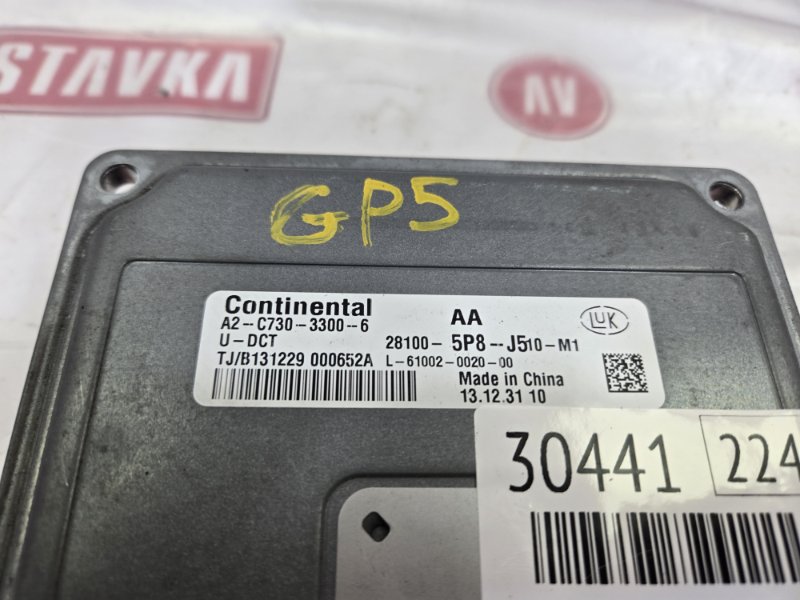 STAVKA
AV
GP5
Continental
AA
A2-C730-3300-6
LUK
U-DCT
28100-5P8-J510-M1
TJ/B131229 000652A
L-61002-0020-00
Made in China
13.12.31 10
30441
224